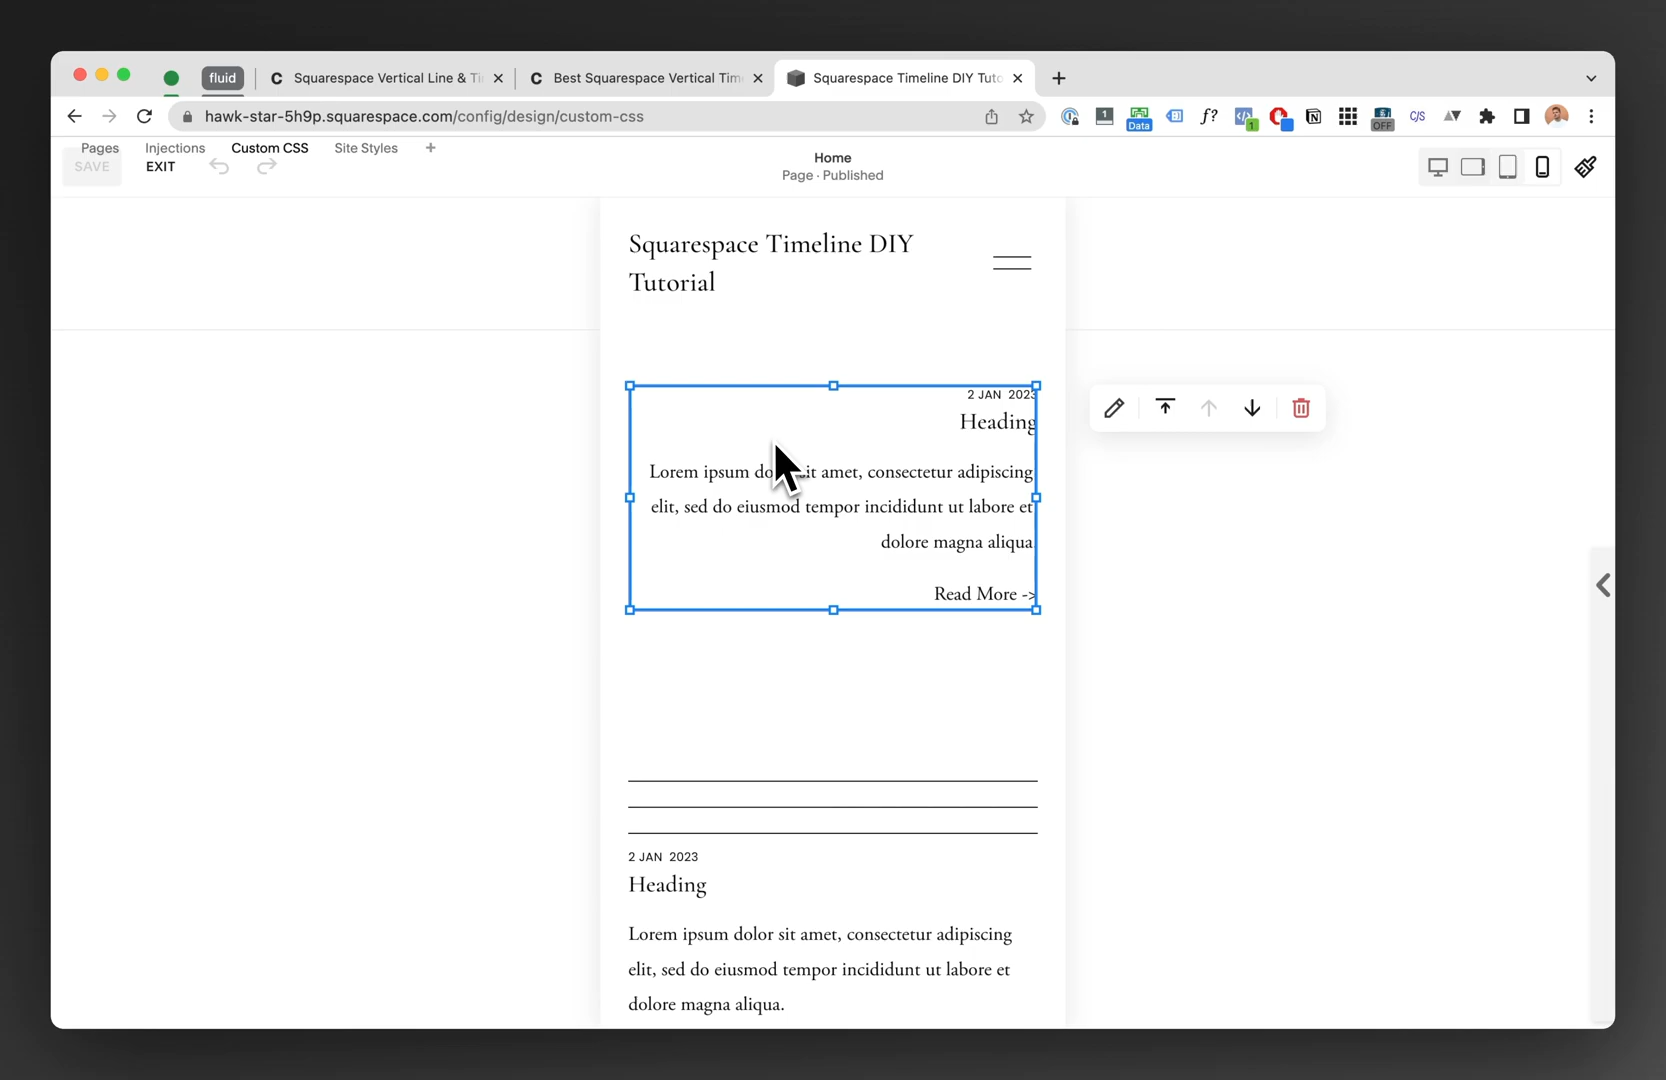 fluid
Squarespace Vertical Line & Ti
Best Squarespace Vertical Tim
Squarespace Timeline DIY Tuto
hawk-star-5h9p.squarespace.com/config/design/custom-css
1
Data
f?
1
OFF
C/S
Pages
Injections
Custom CSS
Site Styles
SAVE
EXIT
Home
Page · Published
Squarespace Timeline DIY
Tutorial
2 JAN 2023
Heading
Lorem ipsum do sit amet, consectetur adipiscing
elit, sed do eiusmod tempor incididunt ut labore et
dolore magna aliqua.
Read More ->
2 JAN 2023
Heading
Lorem ipsum dolor sit amet, consectetur adipiscing
elit, sed do eiusmod tempor incididunt ut labore et
dolore magna aliqua.